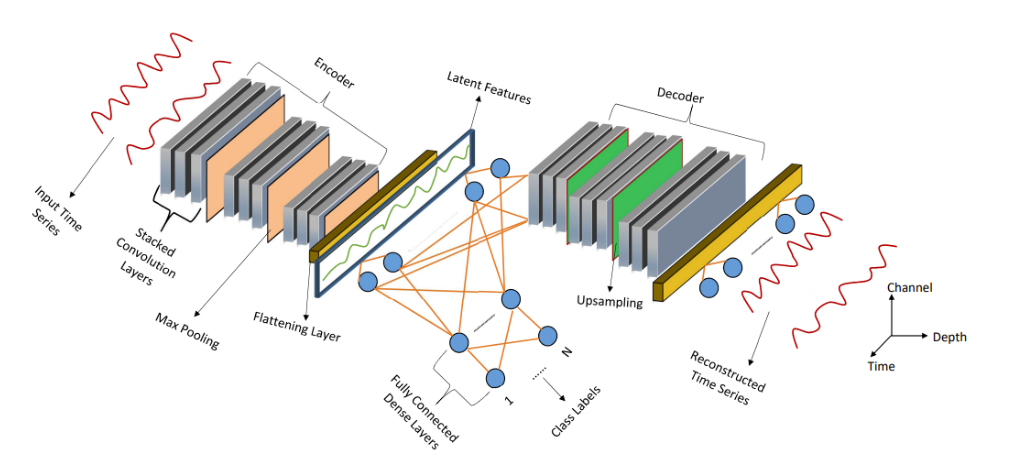 Encoder
Latent Features
Decoder
Input Time
Series
Stacked
Convolution
Layers
Max Pooling
Flattening Layer
Upsampling
Channel
Depth
Time
Reconstructed
Time Series
Fully Connected
Dense Layers
1
......
N
Class Labels